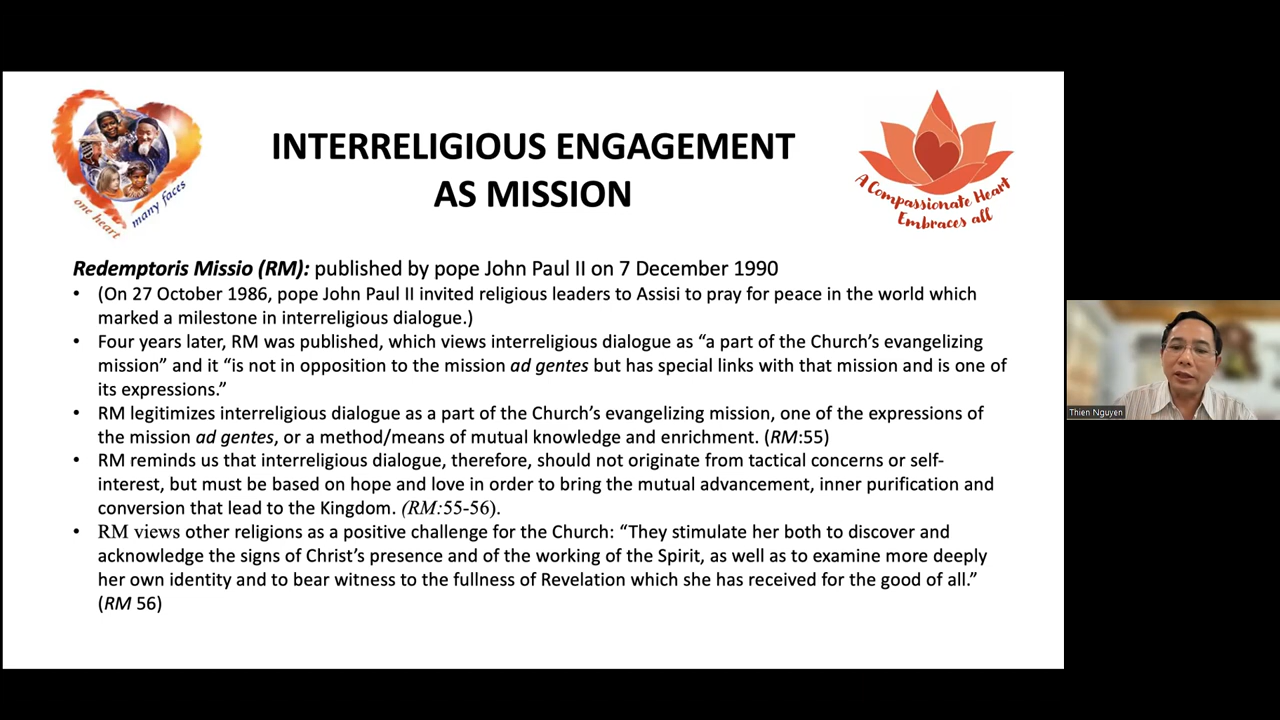 INTERRELIGIOUS ENGAGEMENT
AS MISSION
one heart
many faces
A Compassionate Heart
Embraces all
Redemptoris Missio (RM): published by pope John Paul II on 7 December 1990
• (On 27 October 1986, pope John Paul II invited religious leaders to Assisi to pray for peace in the world which
marked a milestone in interreligious dialogue.)
• Four years later, RM was published, which views interreligious dialogue as “a part of the Church’s evangelizing
mission” and it “is not in opposition to the mission ad gentes but has special links with that mission and is one of
its expressions.”
• RM legitimizes interreligious dialogue as a part of the Church’s evangelizing mission, one of the expressions of
the mission ad gentes, or a method/means of mutual knowledge and enrichment. (RM:55)
• RM reminds us that interreligious dialogue, therefore, should not originate from tactical concerns or self-
interest, but must be based on hope and love in order to bring the mutual advancement, inner purification and
conversion that lead to the Kingdom. (RM:55-56).
• RM views other religions as a positive challenge for the Church: “They stimulate her both to discover and
acknowledge the signs of Christ’s presence and of the working of the Spirit, as well as to examine more deeply
her own identity and to bear witness to the fullness of Revelation which she has received for the good of all.”
(RM 56)
Thien Nguyen